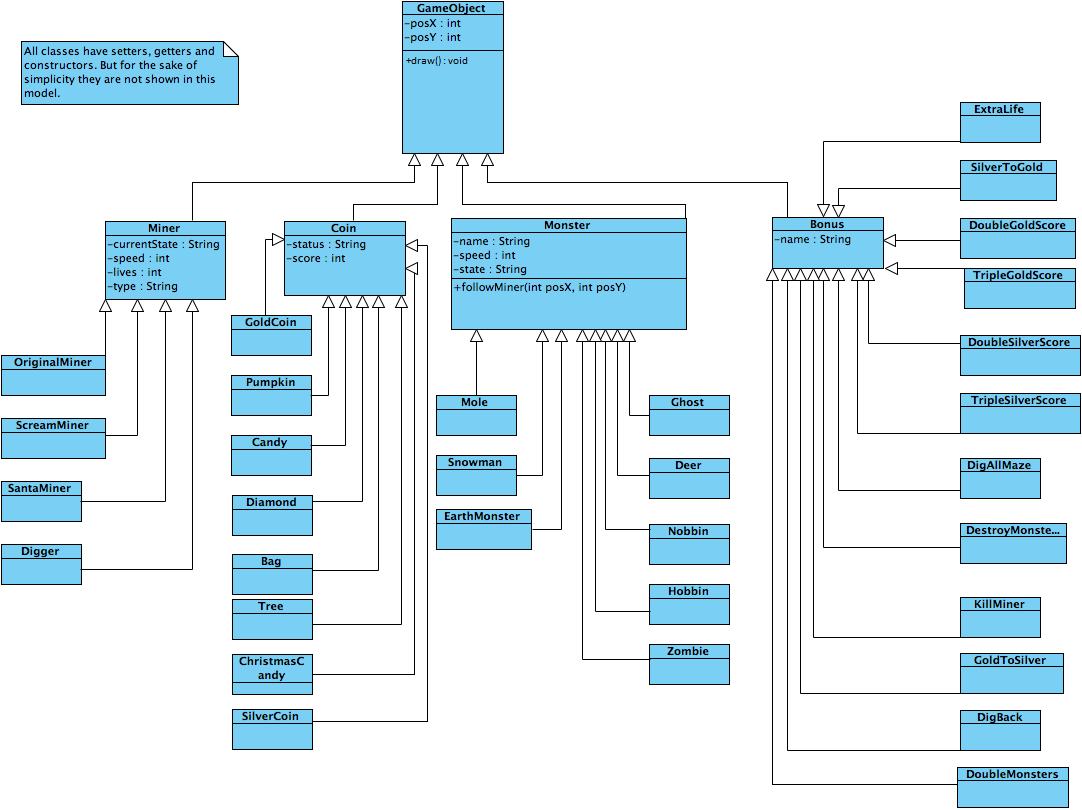 GameObject
-posX : int
-posY : int
+draw() : void
All classes have setters, getters and
constructors. But for the sake of
simplicity they are not shown in this
model.
Miner
-currentState : String
-speed : int
-lives : int
-type : String
Coin
-status : String
-score : int
Monster
-name : String
-speed : int
-state : String
+followMiner(int posX, int posY)
Bonus
-name : String
OriginalMiner
ScreamMiner
SantaMiner
Digger
GoldCoin
Pumpkin
Candy
Diamond
Bag
Tree
ChristmasC
andy
SilverCoin
Mole
Snowman
EarthMonster
Ghost
Deer
Nobbin
Hobbin
Zombie
ExtraLife
SilverToGold
DoubleGoldScore
TripleGoldScore
DoubleSilverScore
TripleSilverScore
DigAllMaze
DestroyMonste...
KillMiner
GoldToSilver
DigBack
DoubleMonsters